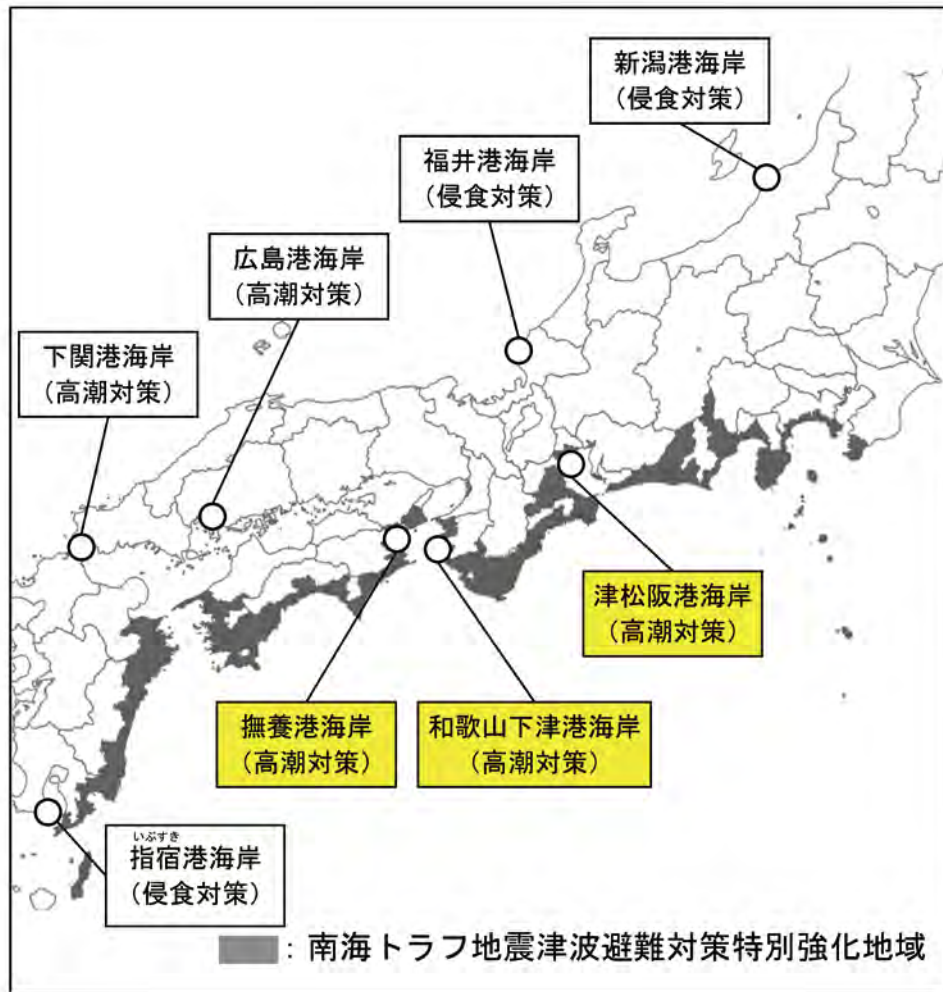 新潟港海岸
（侵食対策）
福井港海岸
（侵食対策）
広島港海岸
（高潮対策）
下関港海岸
（高潮対策）
津松阪港海岸
（高潮対策）
撫養港海岸
（高潮対策）
和歌山下津港海岸
（高潮対策）
いぶすき
指宿港海岸
（侵食対策）
：南海トラフ地震津波避難対策特別強化地域